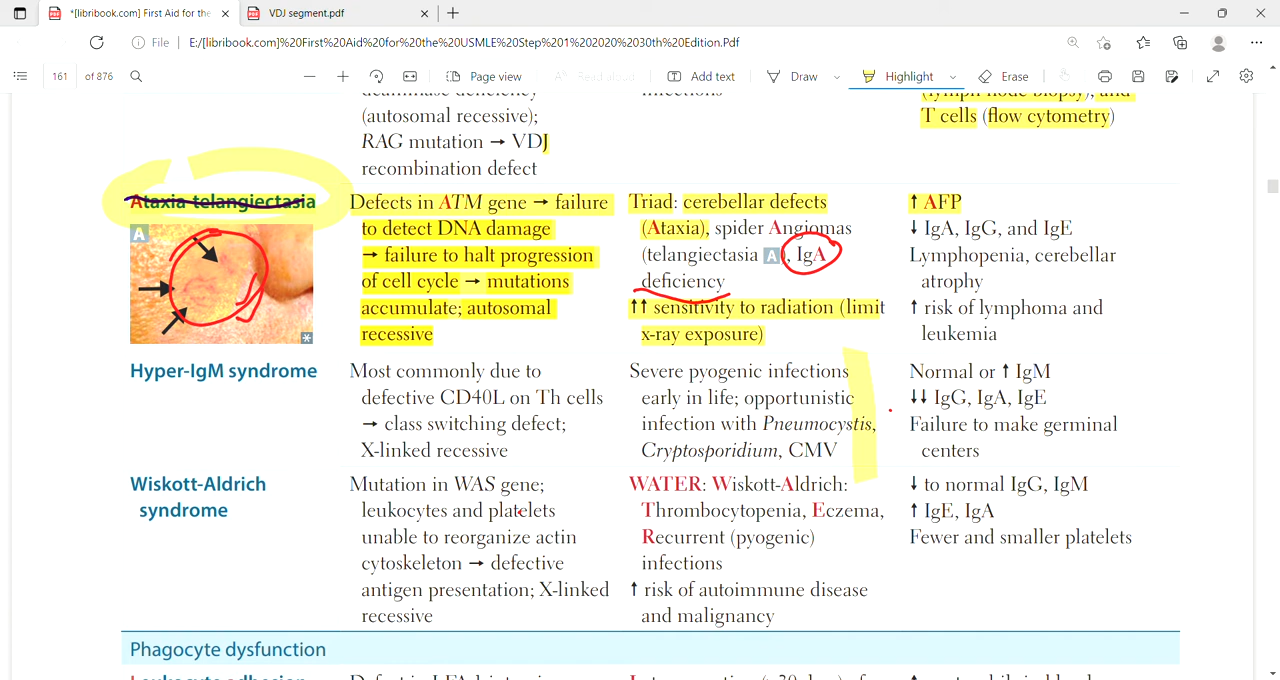 *[libribook.com] First Aid for the
VDJ segment.pdf
File E:/[libribook.com]%20First%20Aid%20for%20the%20USMLE%20Step%201%202020%2030th%20Edition.Pdf
161 of 876 Page view Read aloud Add text Draw Highlight Erase
deaminase deficiency
(autosomal recessive);
RAG mutation → VDJ
recombination defect
infections
(lymph node biopsy), and
T cells (flow cytometry)
Ataxia-telangiectasia
A
Defects in ATM gene → failure
to detect DNA damage
→ failure to halt progression
of cell cycle → mutations
accumulate; autosomal
recessive
Triad: cerebellar defects
(Ataxia), spider Angiomas
(telangiectasia A), IgA
deficiency
↑↑ sensitivity to radiation (limit
x-ray exposure)
↑ AFP
↓ IgA, IgG, and IgE
Lymphopenia, cerebellar
atrophy
↑ risk of lymphoma and
leukemia
Hyper-IgM syndrome
Most commonly due to
defective CD40L on Th cells
→ class switching defect;
X-linked recessive
Severe pyogenic infections
early in life; opportunistic
infection with Pneumocystis,
Cryptosporidium, CMV
Normal or ↑ IgM
↓↓ IgG, IgA, IgE
Failure to make germinal
centers
Wiskott-Aldrich
syndrome
Mutation in WAS gene;
leukocytes and platelets
unable to reorganize actin
cytoskeleton → defective
antigen presentation; X-linked
recessive
WATER: Wiskott-Aldrich:
Thrombocytopenia, Eczema,
Recurrent (pyogenic)
infections
↑ risk of autoimmune disease
and malignancy
↓ to normal IgG, IgM
↑ IgE, IgA
Fewer and smaller platelets
Phagocyte dysfunction